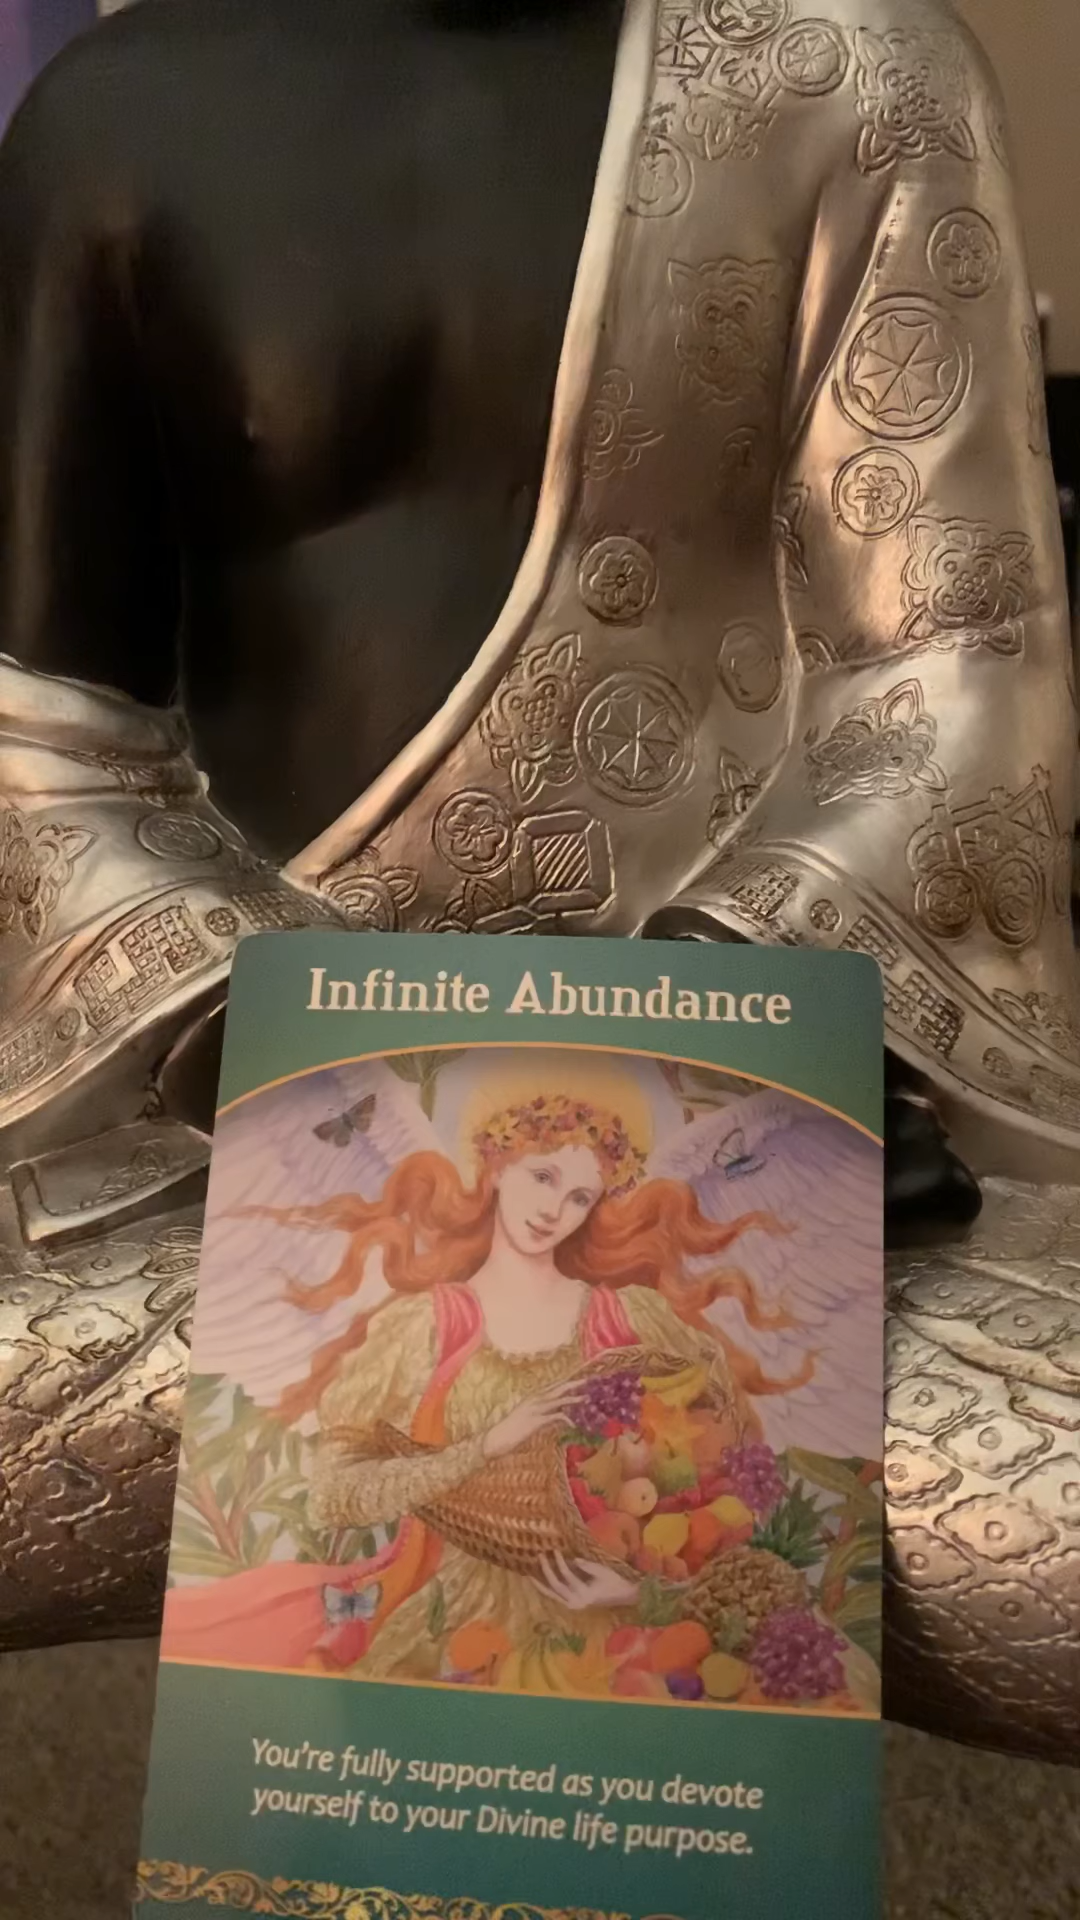 Infinite Abundance
You're fully supported as you devote
yourself to your Divine life purpose.